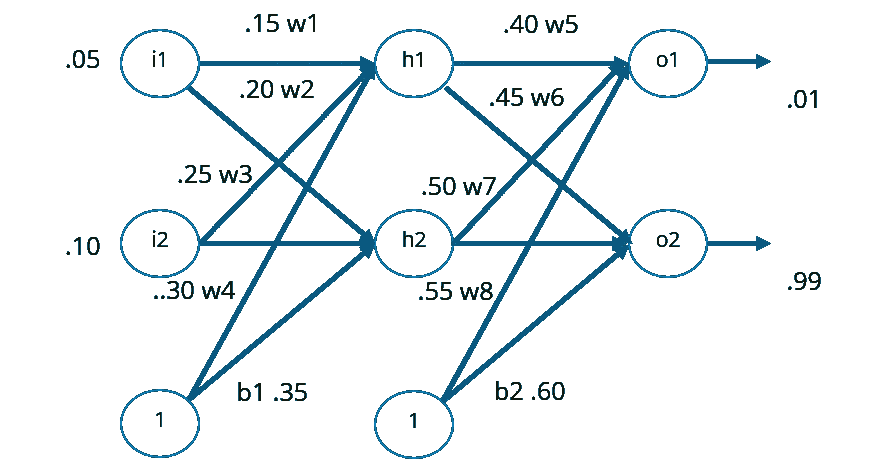 .15 w1
.40 w5
.05
i1
h1
o1
.20 w2
.45 w6
.01
.25 w3
.50 w7
.10
i2
h2
o2
..30 w4
.55 w8
.99
b1 .35
b2 .60
1
1